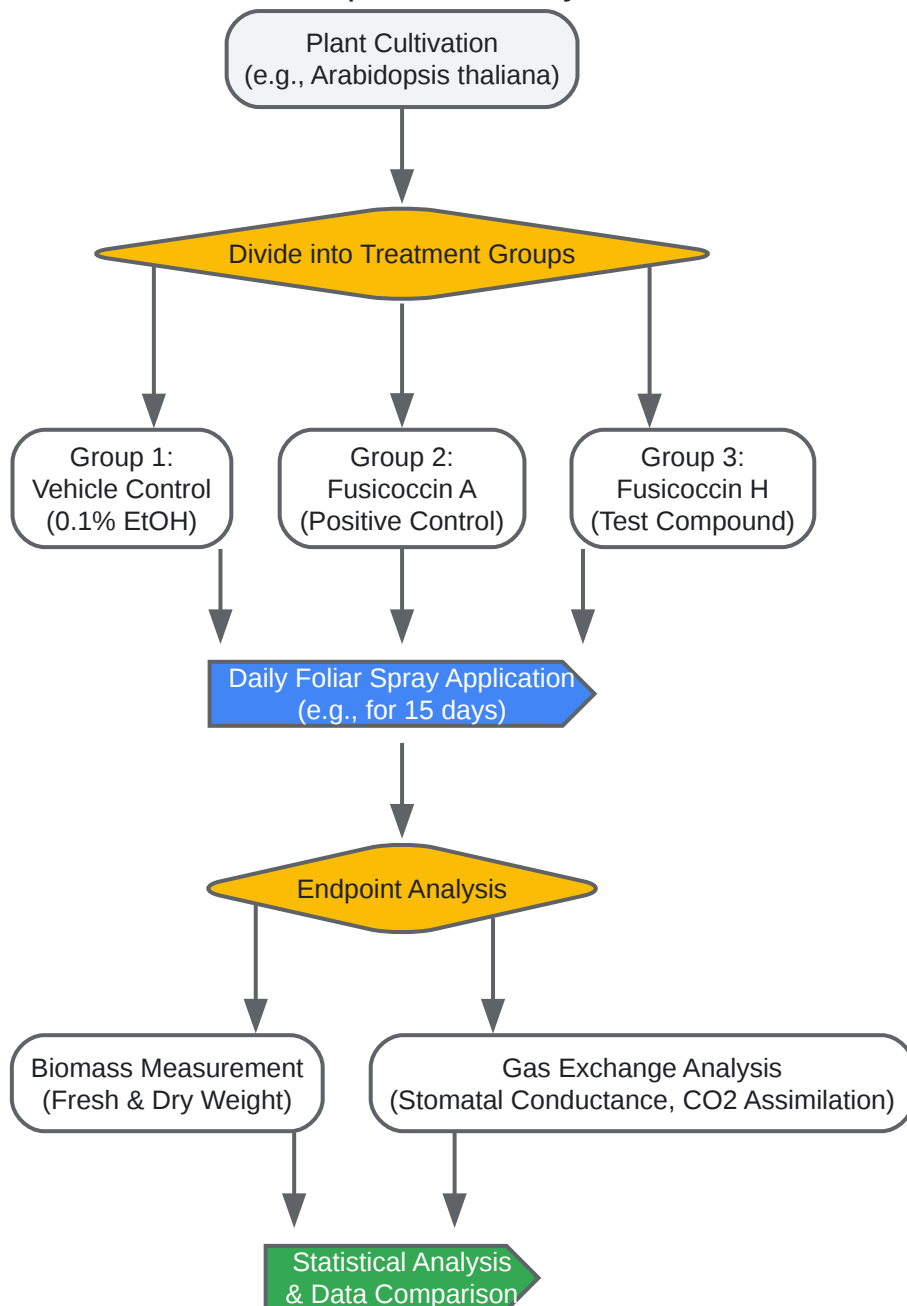 Plant Cultivation
(e.g., Arabidopsis thaliana)
Divide into Treatment Groups
Group 1:
Vehicle Control
(0.1% EtOH)
Group 2:
Fusicoccin A
(Positive Control)
Group 3:
Fusicoccin H
(Test Compound)
Daily Foliar Spray Application
(e.g., for 15 days)
Endpoint Analysis
Biomass Measurement
(Fresh & Dry Weight)
Gas Exchange Analysis
(Stomatal Conductance, CO2 Assimilation)
Statistical Analysis
& Data Comparison